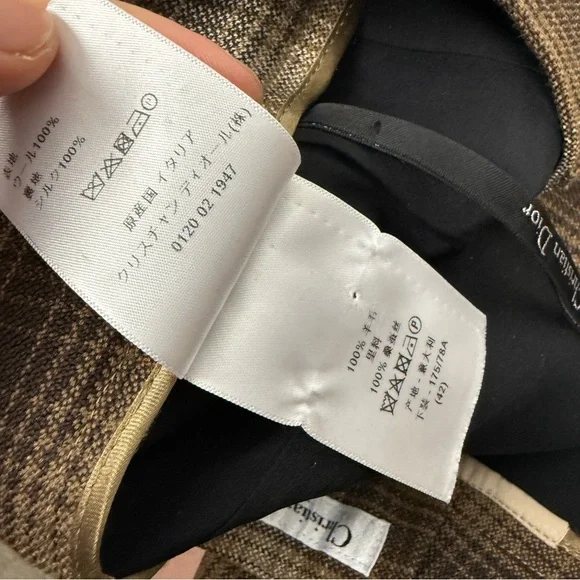 表地
ウール100%
裏地
シルク100%
原産国 イタリア
クリスチャン ディオール(株)
0120 02 1947
100% 羊毛
里料
100% 桑蚕丝
产地 - 意大利
下装 - 175/78A
(42)
Christian Dior
Christia